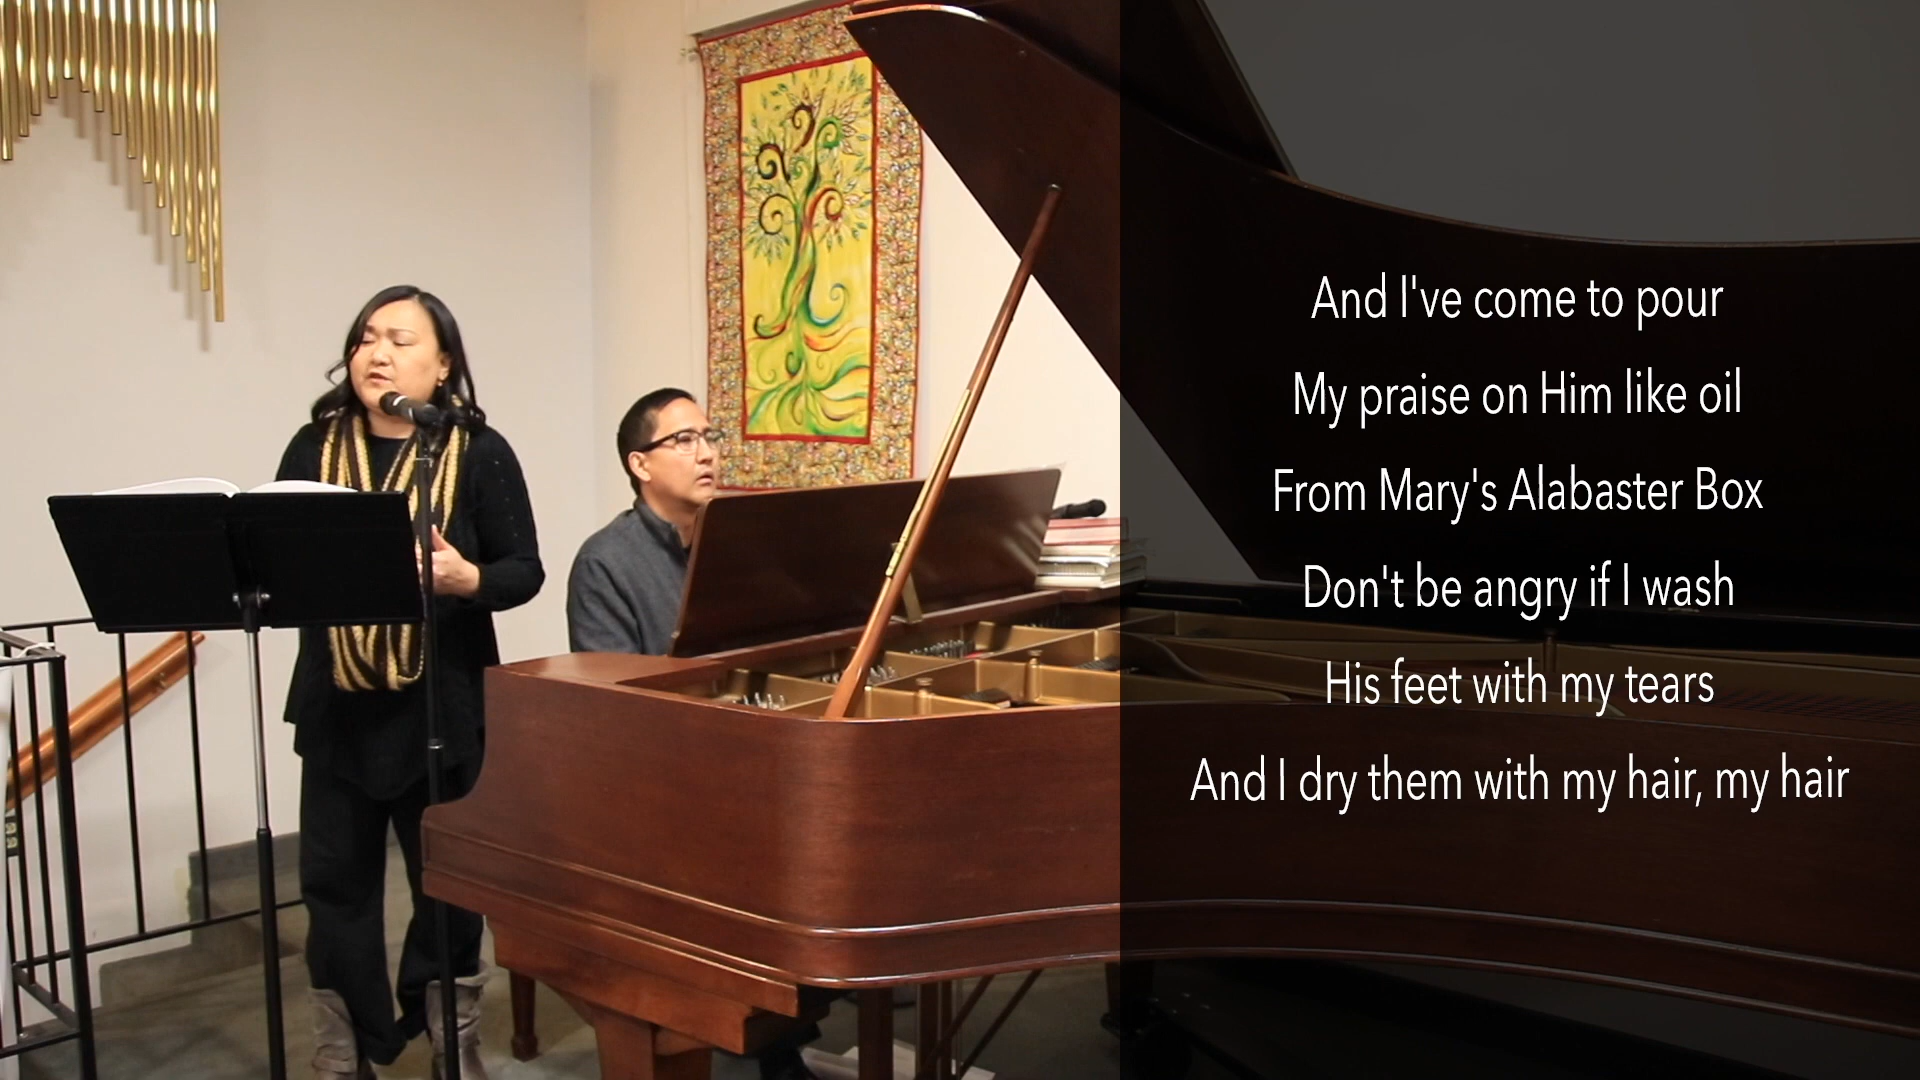 And I've come to pour
My praise on Him like oil
From Mary's Alabaster Box
Don't be angry if I wash
His feet with my tears
And I dry them with my hair, my hair